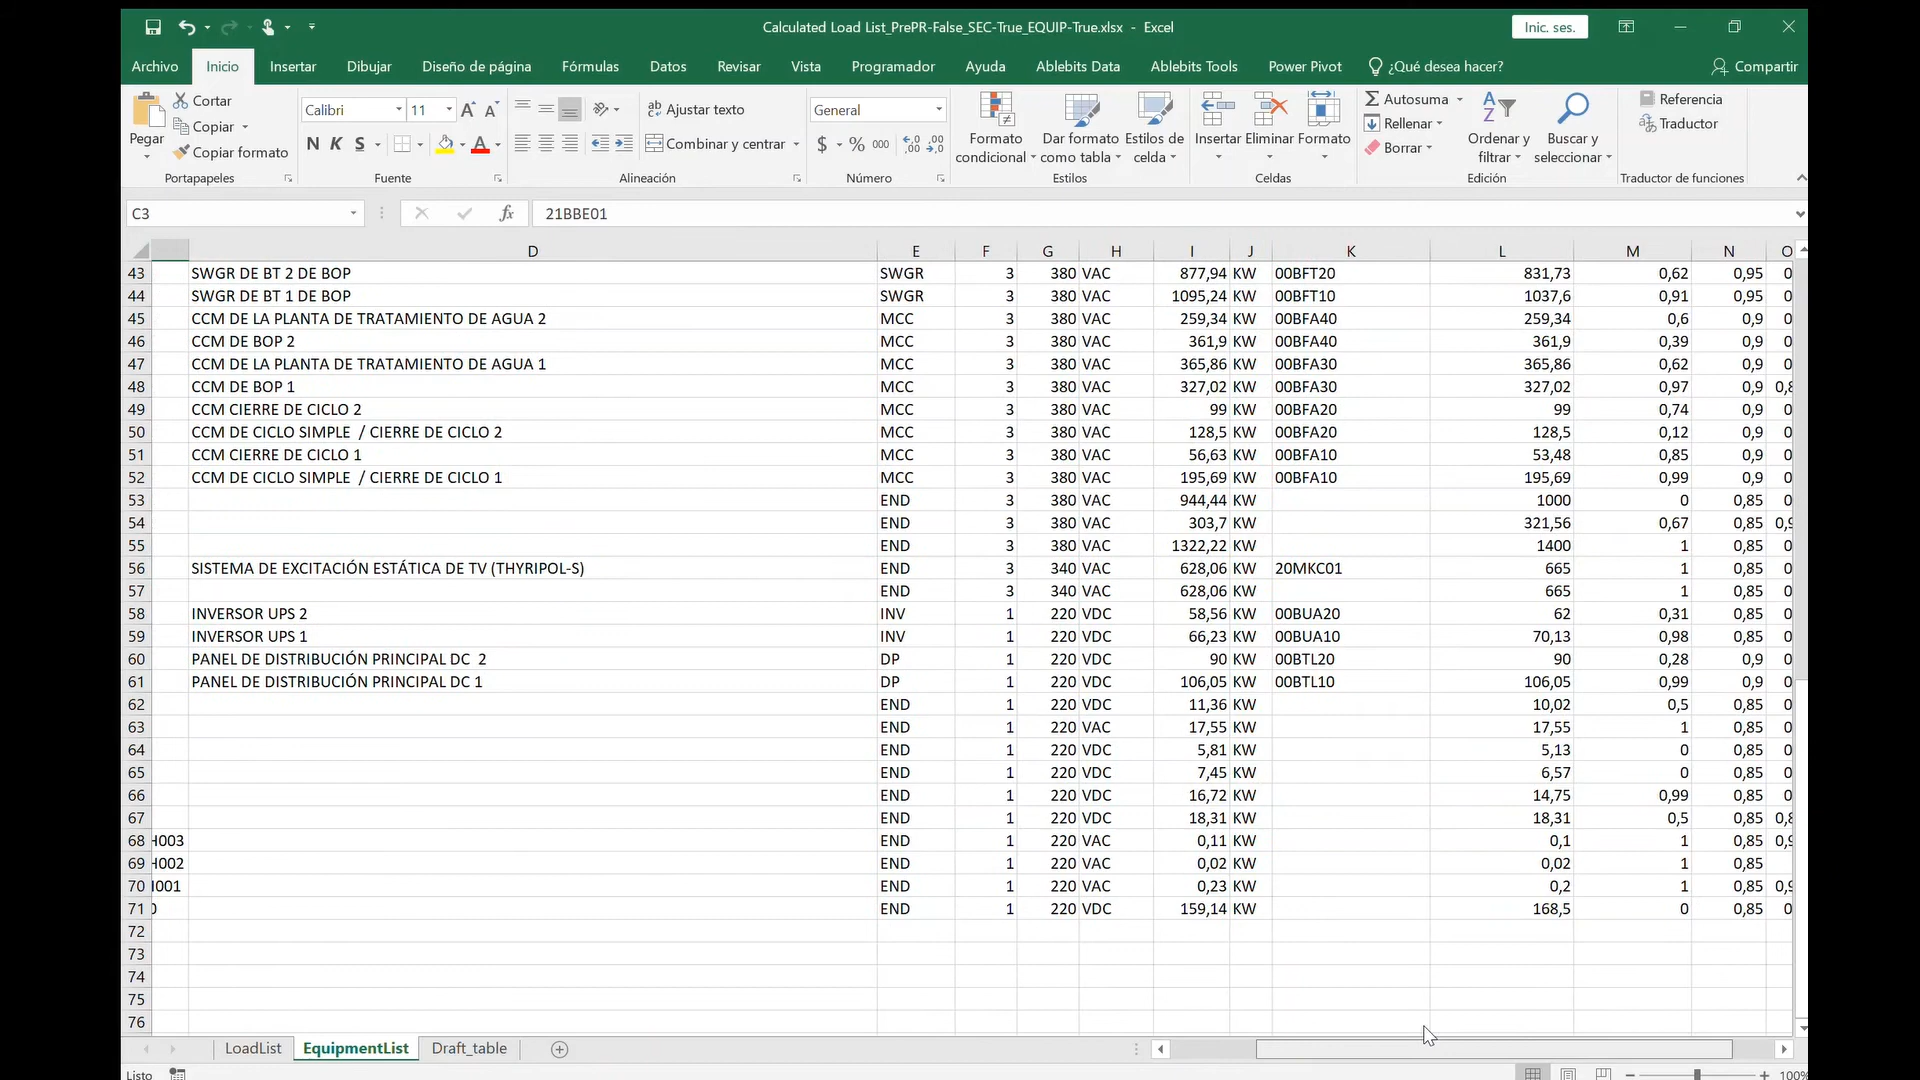 Calculated Load List_PrePR-False_SEC-True_EQUIP-True.xlsx - Excel
Inic. ses.
Archivo Inicio Insertar Dibujar Diseño de página Fórmulas Datos Revisar Vista Programador Ayuda Ablebits Data Ablebits Tools Power Pivot ¿Qué desea hacer? Compartir
Pegar
Cortar
Copiar
Copiar formato
Portapapeles
Calibri 11
N K S
Fuente
Ajustar texto
Combinar y centrar
Alineación
General
$ % 000
Número
Formato condicional
Dar formato como tabla
Estilos de celda
Estilos
Insertar Eliminar Formato
Celdas
Autosuma
Rellenar
Borrar
Ordenar y filtrar
Buscar y seleccionar
Edición
Referencia
Traductor
Traductor de funciones
C3 fx 21BBE01
D E F G H I J K L M N O
43 SWGR DE BT 2 DE BOP SWGR 3 380 VAC 877,94 KW 00BFT20 831,73 0,62 0,95 0
44 SWGR DE BT 1 DE BOP SWGR 3 380 VAC 1095,24 KW 00BFT10 1037,6 0,91 0,95 0
45 CCM DE LA PLANTA DE TRATAMIENTO DE AGUA 2 MCC 3 380 VAC 259,34 KW 00BFA40 259,34 0,6 0,9 0
46 CCM DE BOP 2 MCC 3 380 VAC 361,9 KW 00BFA40 361,9 0,39 0,9 0
47 CCM DE LA PLANTA DE TRATAMIENTO DE AGUA 1 MCC 3 380 VAC 365,86 KW 00BFA30 365,86 0,62 0,9 0
48 CCM DE BOP 1 MCC 3 380 VAC 327,02 KW 00BFA30 327,02 0,97 0,9 0,8
49 CCM CIERRE DE CICLO 2 MCC 3 380 VAC 99 KW 00BFA20 99 0,74 0,9 0
50 CCM DE CICLO SIMPLE / CIERRE DE CICLO 2 MCC 3 380 VAC 128,5 KW 00BFA20 128,5 0,12 0,9 0
51 CCM CIERRE DE CICLO 1 MCC 3 380 VAC 56,63 KW 00BFA10 53,48 0,85 0,9 0
52 CCM DE CICLO SIMPLE / CIERRE DE CICLO 1 MCC 3 380 VAC 195,69 KW 00BFA10 195,69 0,99 0,9 0
53 END 3 380 VAC 944,44 KW 1000 0 0,85 0
54 END 3 380 VAC 303,7 KW 321,56 0,67 0,85 0,9
55 END 3 380 VAC 1322,22 KW 1400 1 0,85 0
56 SISTEMA DE EXCITACIÓN ESTÁTICA DE TV (THYRIPOL-S) END 3 340 VAC 628,06 KW 20MKC01 665 1 0,85 0
57 END 3 340 VAC 628,06 KW 665 1 0,85 0
58 INVERSOR UPS 2 INV 1 220 VDC 58,56 KW 00BUA20 62 0,31 0,85 0
59 INVERSOR UPS 1 INV 1 220 VDC 66,23 KW 00BUA10 70,13 0,98 0,85 0
60 PANEL DE DISTRIBUCIÓN PRINCIPAL DC 2 DP 1 220 VDC 90 KW 00BTL20 90 0,28 0,9 0
61 PANEL DE DISTRIBUCIÓN PRINCIPAL DC 1 DP 1 220 VDC 106,05 KW 00BTL10 106,05 0,99 0,9 0
62 END 1 220 VDC 11,36 KW 10,02 0,5 0,85 0
63 END 1 220 VAC 17,55 KW 17,55 1 0,85 0
64 END 1 220 VDC 5,81 KW 5,13 0 0,85 0
65 END 1 220 VDC 7,45 KW 6,57 0 0,85 0
66 END 1 220 VDC 16,72 KW 14,75 0,99 0,85 0
67 END 1 220 VDC 18,31 KW 18,31 0,5 0,85 0,8
68 H003 END 1 220 VAC 0,11 KW 0,1 1 0,85 0,9
69 H002 END 1 220 VAC 0,02 KW 0,02 1 0,85
70 001 END 1 220 VAC 0,23 KW 0,2 1 0,85 0,9
71 0 END 1 220 VDC 159,14 KW 168,5 0 0,85 0
72
73
74
75
76
LoadList EquipmentList Draft_table
Listo 100%